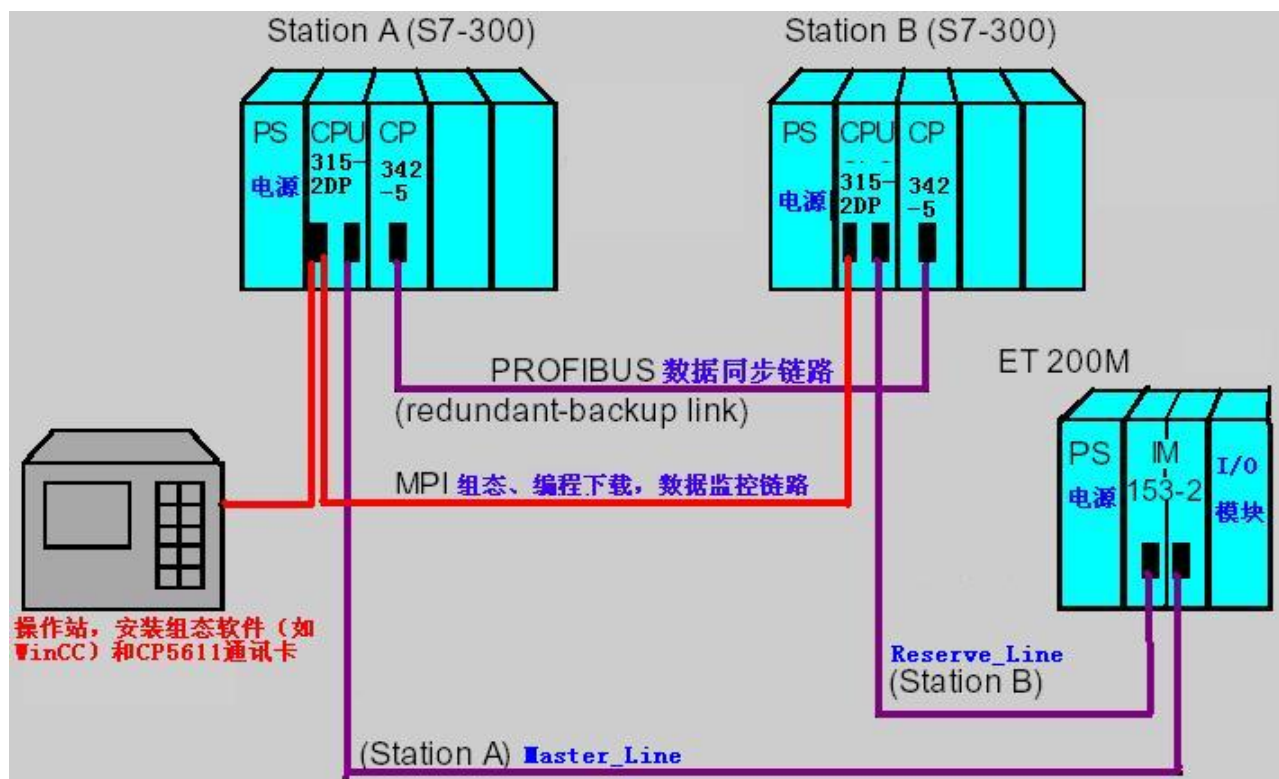 Station A (S7-300)
Station B (S7-300)
PS CPU CP
315-2DP
342-5
电源
PS CPU CP
315-2DP
342-5
电源
PROFIBUS 数据同步链路
(redundant-backup link)
MPI 组态、编程下载，数据监控链路
ET 200M
PS IM
153-2
I/O
电源
模块
操作站，安装组态软件（如
WinCC）和CP5611通讯卡
Reserve_Line
(Station B)
(Station A) Master_Line